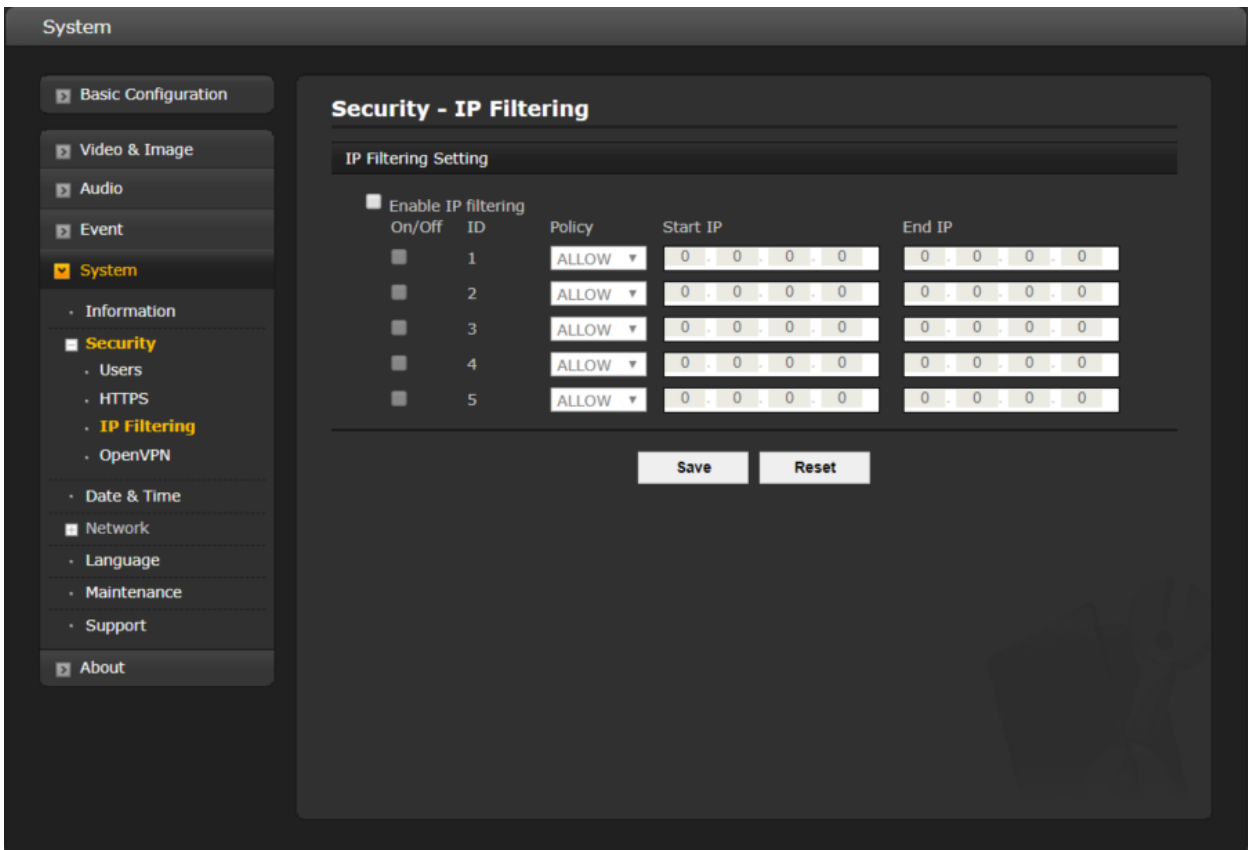 System
Basic Configuration
Video & Image
Audio
Event
System
Information
Security
Users
HTTPS
IP Filtering
OpenVPN
Date & Time
Network
Language
Maintenance
Support
About
Security - IP Filtering
IP Filtering Setting
Enable IP filtering
On/Off ID Policy Start IP End IP
1 ALLOW 0 . 0 . 0 . 0 0 . 0 . 0 . 0
2 ALLOW 0 . 0 . 0 . 0 0 . 0 . 0 . 0
3 ALLOW 0 . 0 . 0 . 0 0 . 0 . 0 . 0
4 ALLOW 0 . 0 . 0 . 0 0 . 0 . 0 . 0
5 ALLOW 0 . 0 . 0 . 0 0 . 0 . 0 . 0
Save Reset